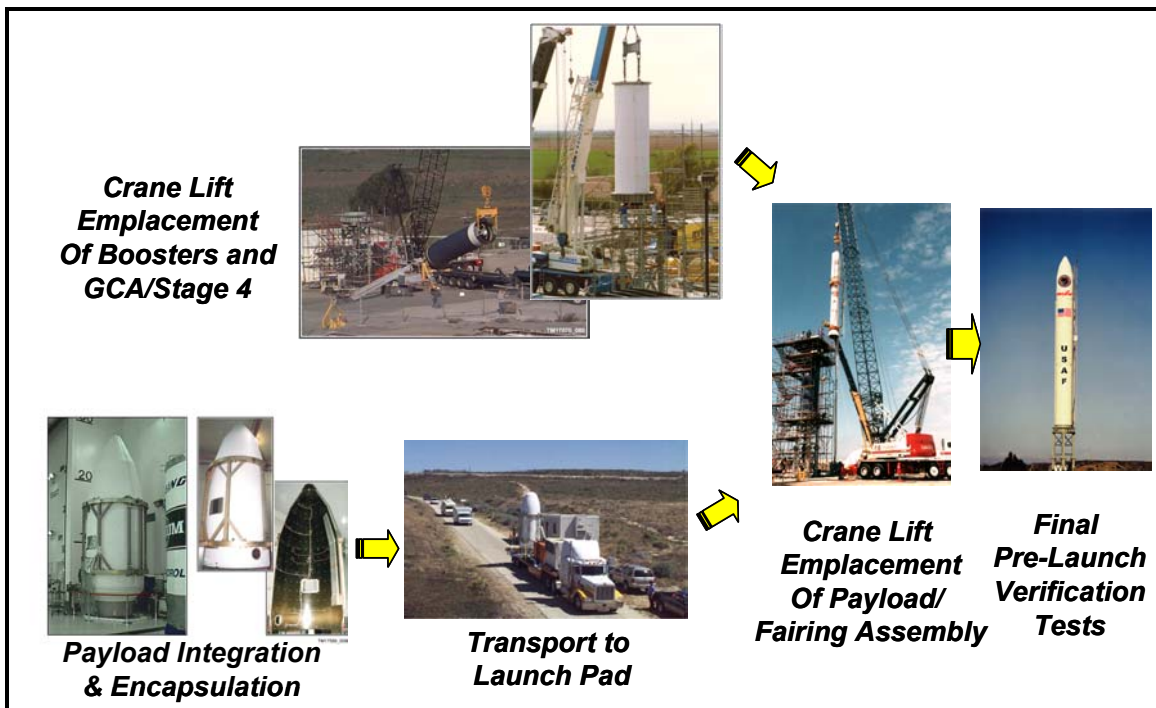 Crane Lift
Emplacement
Of Boosters and
GCA/Stage 4
USAF
20
Payload Integration
& Encapsulation
Transport to
Launch Pad
Crane Lift
Emplacement
Of Payload/
Fairing Assembly
Final
Pre-Launch
Verification
Tests